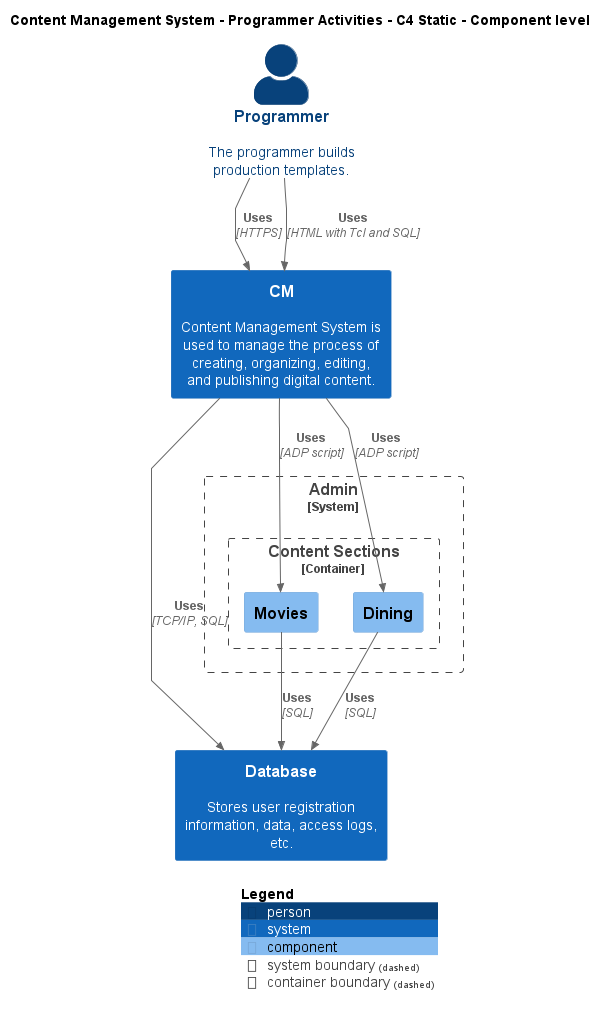 Content Management System - Programmer Activities - C4 Static - Component level
Programmer
The programmer builds
production templates.
Uses
[HTTPS]
Uses
[HTML with Tcl and SQL]
CM
Content Management System is
used to manage the process of
creating, organizing, editing,
and publishing digital content.
Uses
[ADP script]
Uses
[ADP script]
Admin
[System]
Content Sections
[Container]
Movies
Dining
Uses
[TCP/IP, SQL]
Uses
[SQL]
Uses
[SQL]
Database
Stores user registration
information, data, access logs,
etc.
Legend
person
system
component
system boundary (dashed)
container boundary (dashed)